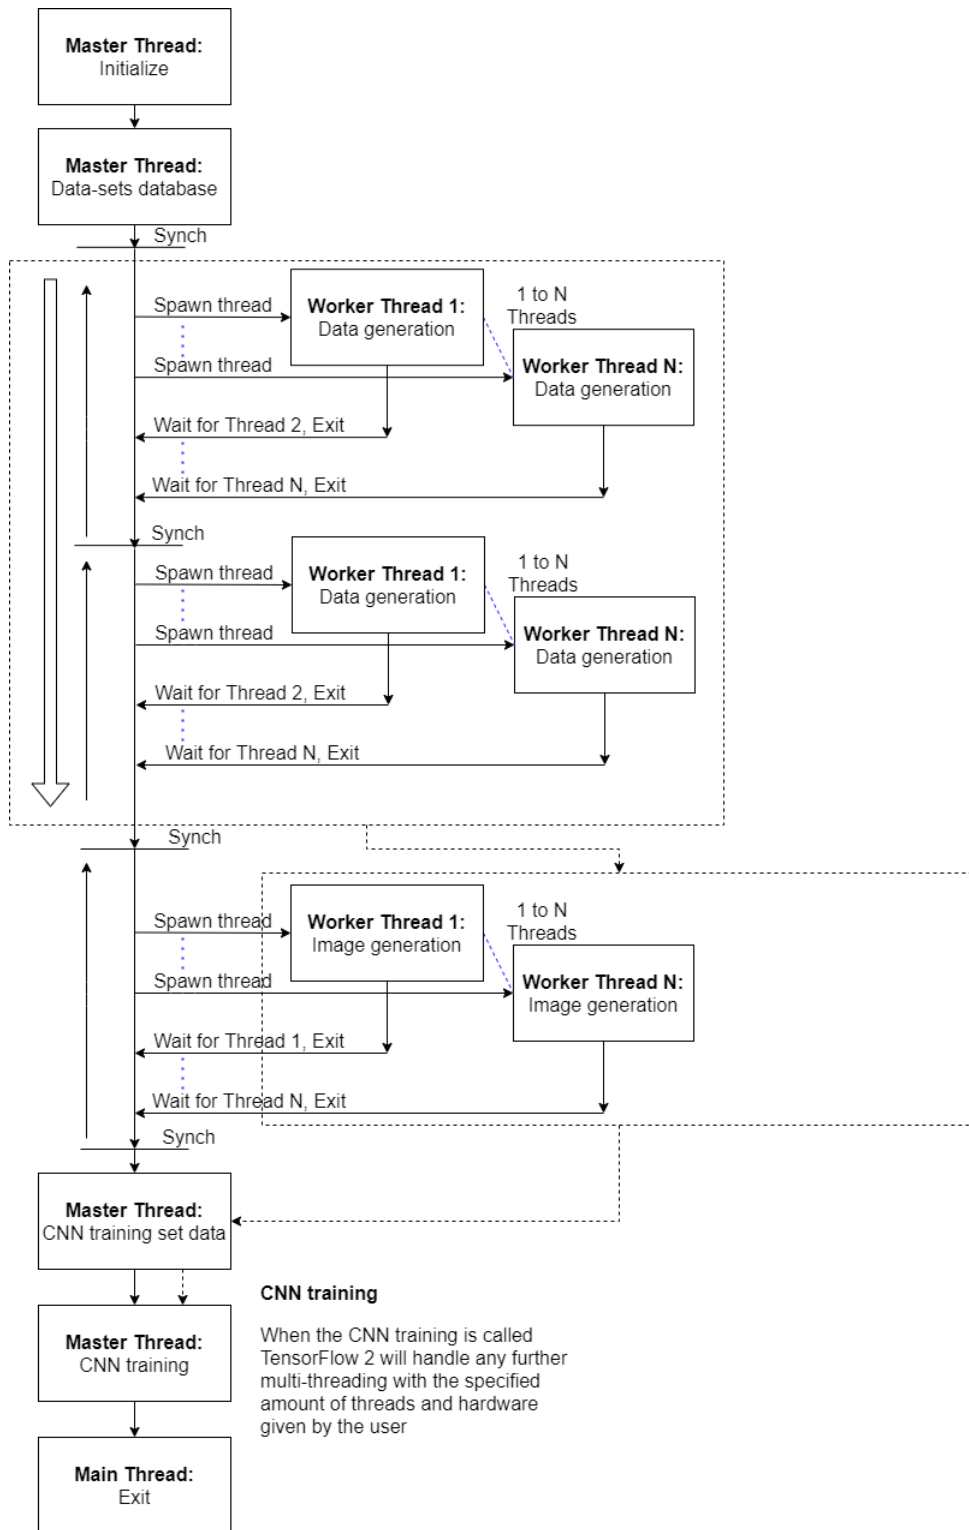 Master Thread:
Initialize
Master Thread:
Data-sets database
Synch
Spawn thread
Worker Thread 1:
Data generation
1 to N
Threads
Spawn thread
Worker Thread N:
Data generation
Wait for Thread 2, Exit
Wait for Thread N, Exit
Synch
Spawn thread
Worker Thread 1:
Data generation
1 to N
Threads
Spawn thread
Worker Thread N:
Data generation
Wait for Thread 2, Exit
Wait for Thread N, Exit
Synch
Spawn thread
Worker Thread 1:
Image generation
1 to N
Threads
Spawn thread
Worker Thread N:
Image generation
Wait for Thread 1, Exit
Wait for Thread N, Exit
Synch
Master Thread:
CNN training set data
Master Thread:
CNN training
CNN training
When the CNN training is called
TensorFlow 2 will handle any further
multi-threading with the specified
amount of threads and hardware
given by the user
Main Thread:
Exit